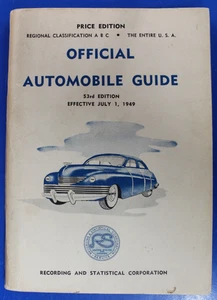 PRICE EDITION
REGIONAL CLASSIFICATION A B C • THE ENTIRE U. S. A.
OFFICIAL
AUTOMOBILE GUIDE
53rd EDITION
EFFECTIVE JULY 1, 1949
RS
RECORDING AND STATISTICAL CORPORATION